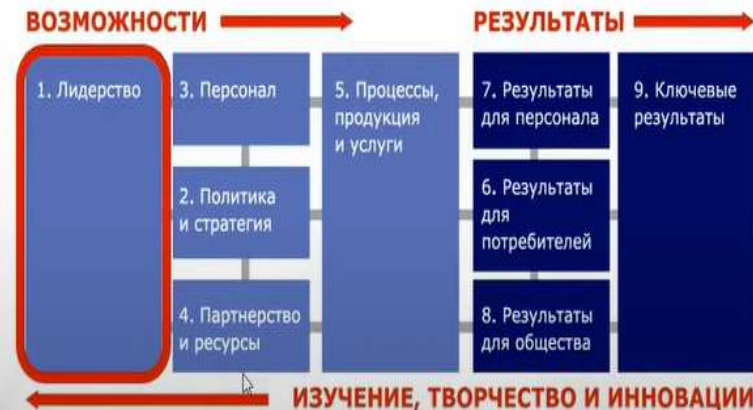 ВОЗМОЖНОСТИ
РЕЗУЛЬТАТЫ
1. Лидерство
3. Персонал
2. Политика
и стратегия
4. Партнерство
и ресурсы
5. Процессы,
продукция
и услуги
7. Результаты
для персонала
6. Результаты
для
потребителей
8. Результаты
для общества
9. Ключевые
результаты
ИЗУЧЕНИЕ, ТВОРЧЕСТВО И ИННОВАЦИИ